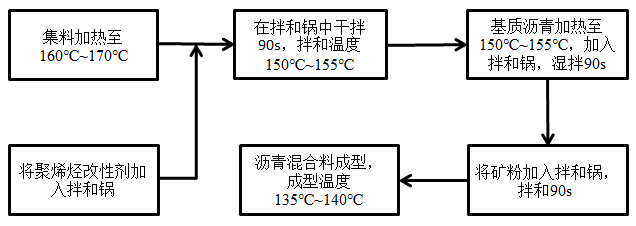 集料加热至
160℃~170℃
在拌和锅中干拌
90s，拌和温度
150℃~155℃
基质沥青加热至
150℃~155℃，加入
拌和锅，湿拌90s
将聚烯烃改性剂加
入拌和锅
沥青混合料成型，
成型温度
135℃~140℃
将矿粉加入拌和锅，
拌和90s